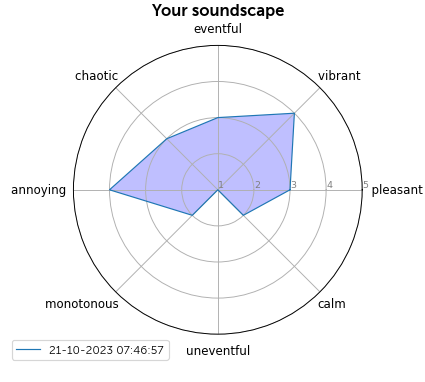 Your soundscape
eventful
chaotic
vibrant
annoying
1 2 3 4 5
pleasant
monotonous
calm
uneventful
21-10-2023 07:46:57